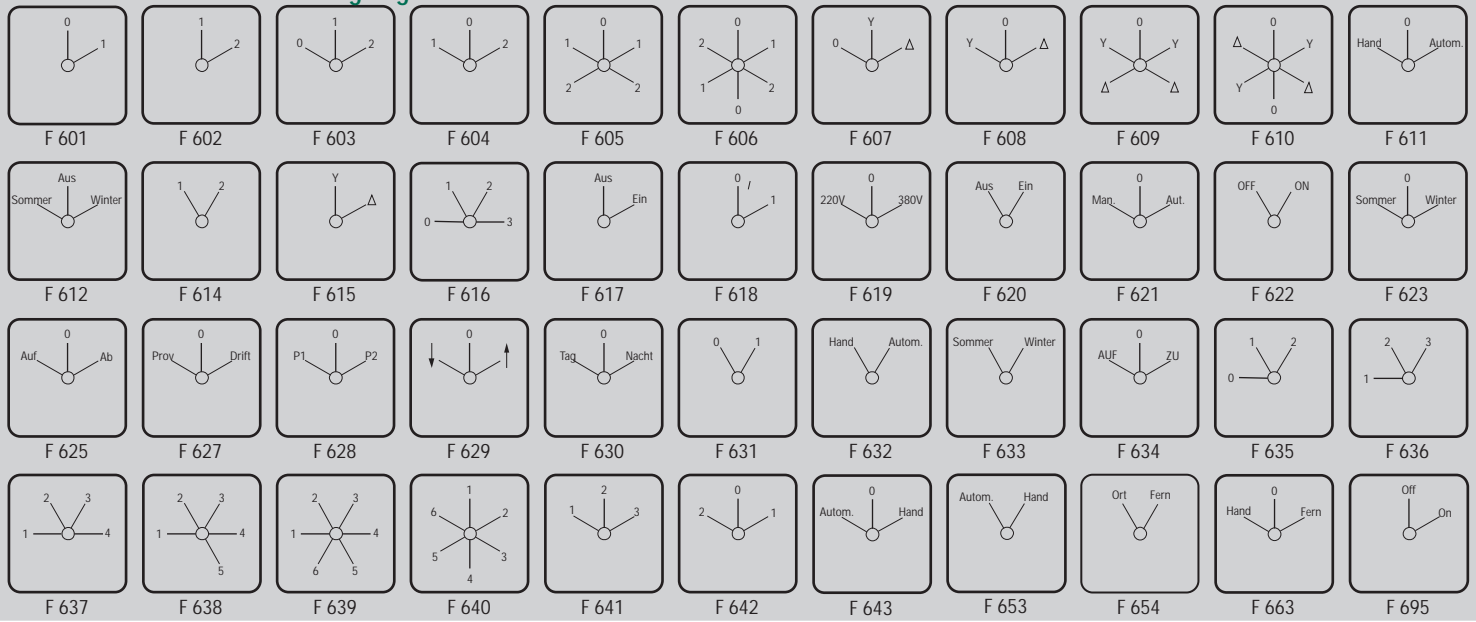 0 1
F 601
1 2
F 602
0 1 2
F 603
1 0 2
F 604
0
1 1
2 2
F 605
0
2 1
1 2
0
F 606
0 Y Δ
F 607
Y 0 Δ
F 608
0
Y Y
Δ Δ
F 609
0
Δ Y
Y Δ
0
F 610
0
Hand Autom.
F 611
Aus
Sommer Winter
F 612
1 2
F 614
Y Δ
F 615
1 2
0 3
F 616
Aus
Ein
F 617
0 /
1
F 618
0
220V 380V
F 619
Aus Ein
F 620
0
Man. Aut.
F 621
OFF ON
F 622
0
Sommer Winter
F 623
0
Auf Ab
F 625
0
Prov Drift
F 627
0
P1 P2
F 628
0
↓ ↑
F 629
0
Tag Nacht
F 630
0 1
F 631
Hand Autom.
F 632
Sommer Winter
F 633
0
AUF ZU
F 634
1 2
0
F 635
2 3
1
F 636
2 3
1 4
F 637
2 3
1 4
5
F 638
2 3
1 4
6 5
F 639
1
6 2
5 3
4
F 640
2
1 3
F 641
0
2 1
F 642
0
Autom. Hand
F 643
Autom. Hand
F 653
Ort Fern
F 654
0
Hand Fern
F 663
Off
On
F 695